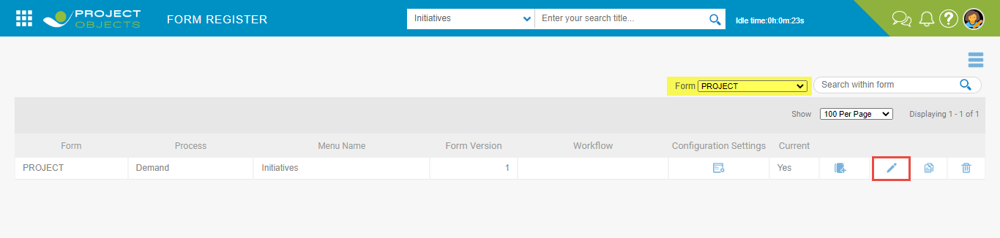 PROJECT
OBJECTS
FORM REGISTER
Initiatives
Enter your search title...
Idle time:0h:0m:23s
?
Form PROJECT
Search within form
Show 100 Per Page Displaying 1 - 1 of 1
Form Process Menu Name Form Version Workflow Configuration Settings Current
PROJECT Demand Initiatives 1 Yes